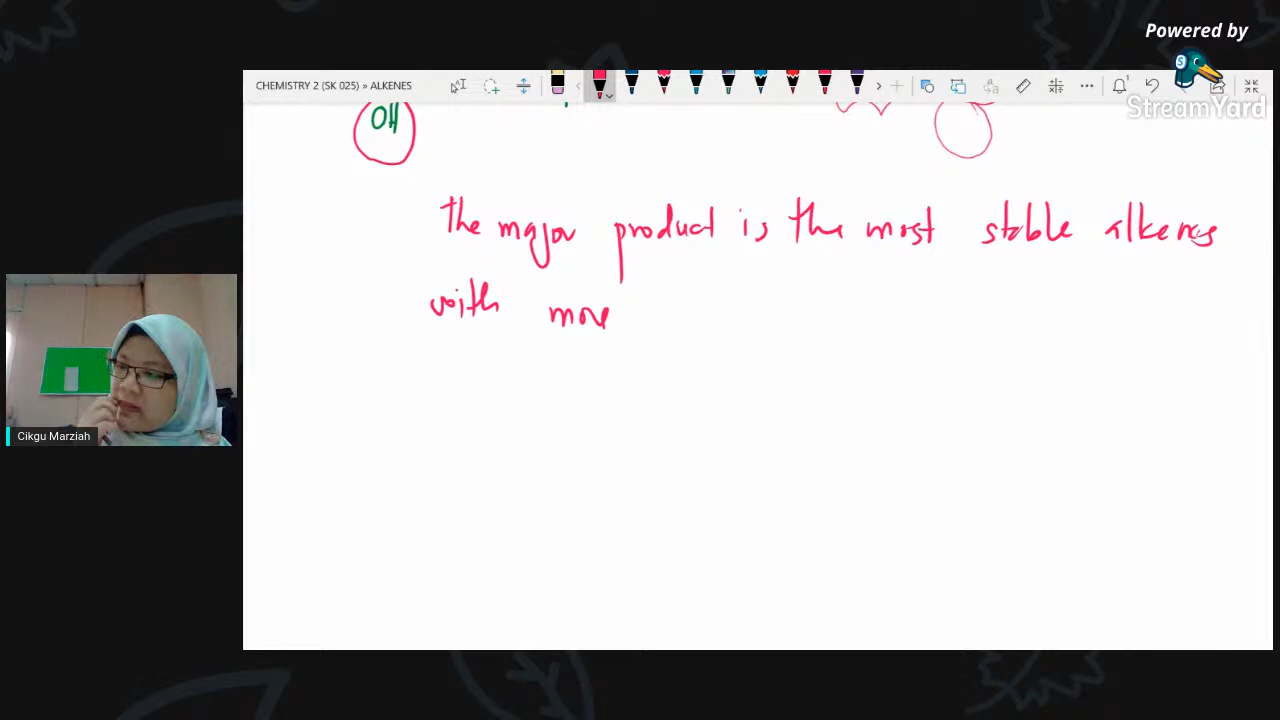 Powered by
StreamYard
CHEMISTRY 2 (SK 025) » ALKENES
OH
the major product is the most stable alkenes
with more
Cikgu Marziah